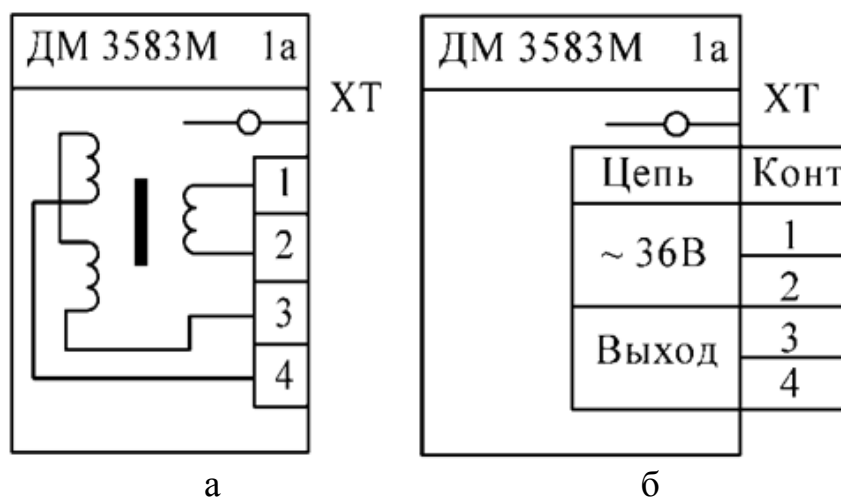 ДМ 3583М 1а
ХТ
1
2
3
4
а
ДМ 3583М 1а
ХТ
Цепь Конт
~ 36В
1
2
Выход
3
4
б